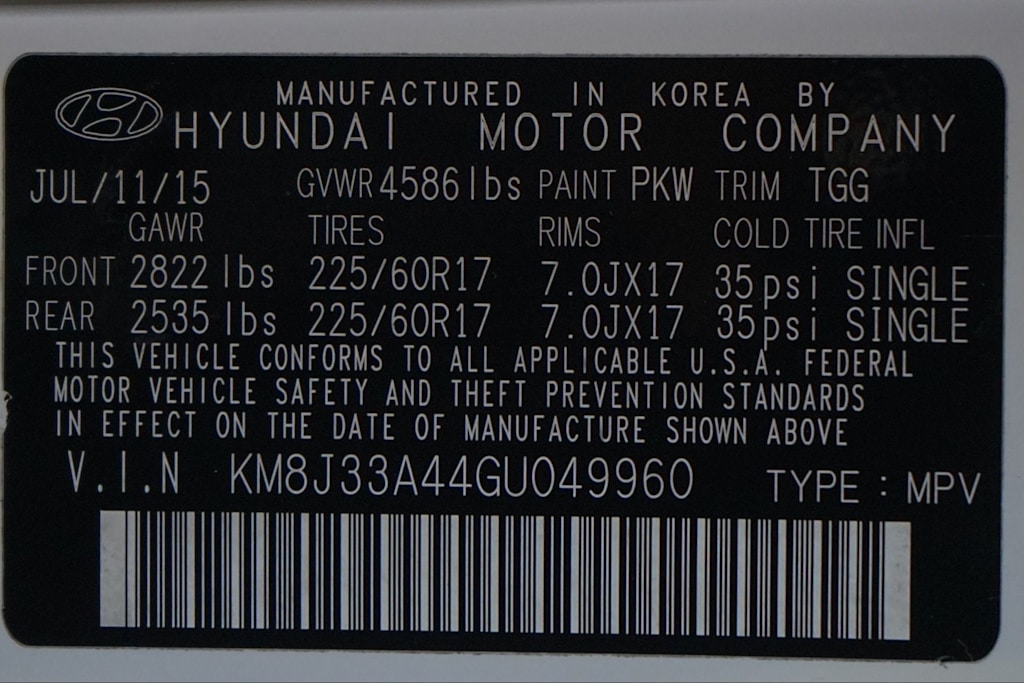 MANUFACTURED IN KOREA BY
HYUNDAI MOTOR COMPANY
JUL/11/15 GVWR 4586lbs PAINT PKW TRIM TGG
GAWR TIRES RIMS COLD TIRE INFL
FRONT 2822 lbs 225/60R17 7.0JX17 35psi SINGLE
REAR 2535 lbs 225/60R17 7.0JX17 35psi SINGLE
THIS VEHICLE CONFORMS TO ALL APPLICABLE U.S.A. FEDERAL
MOTOR VEHICLE SAFETY AND THEFT PREVENTION STANDARDS
IN EFFECT ON THE DATE OF MANUFACTURE SHOWN ABOVE
V.I.N KM8J33A44GU049960 TYPE : MPV